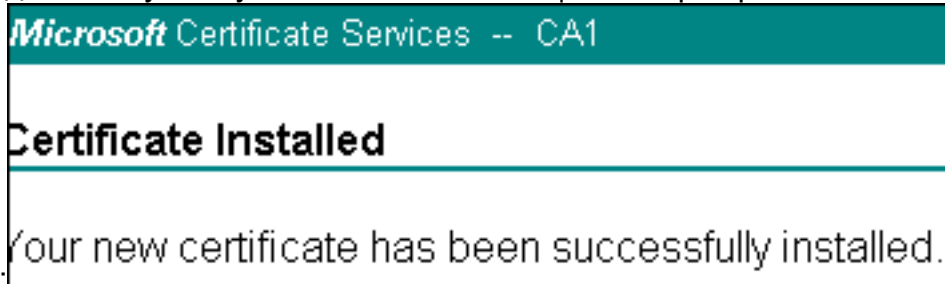 Microsoft Certificate Services -- CA1
Certificate Installed
Your new certificate has been successfully installed.